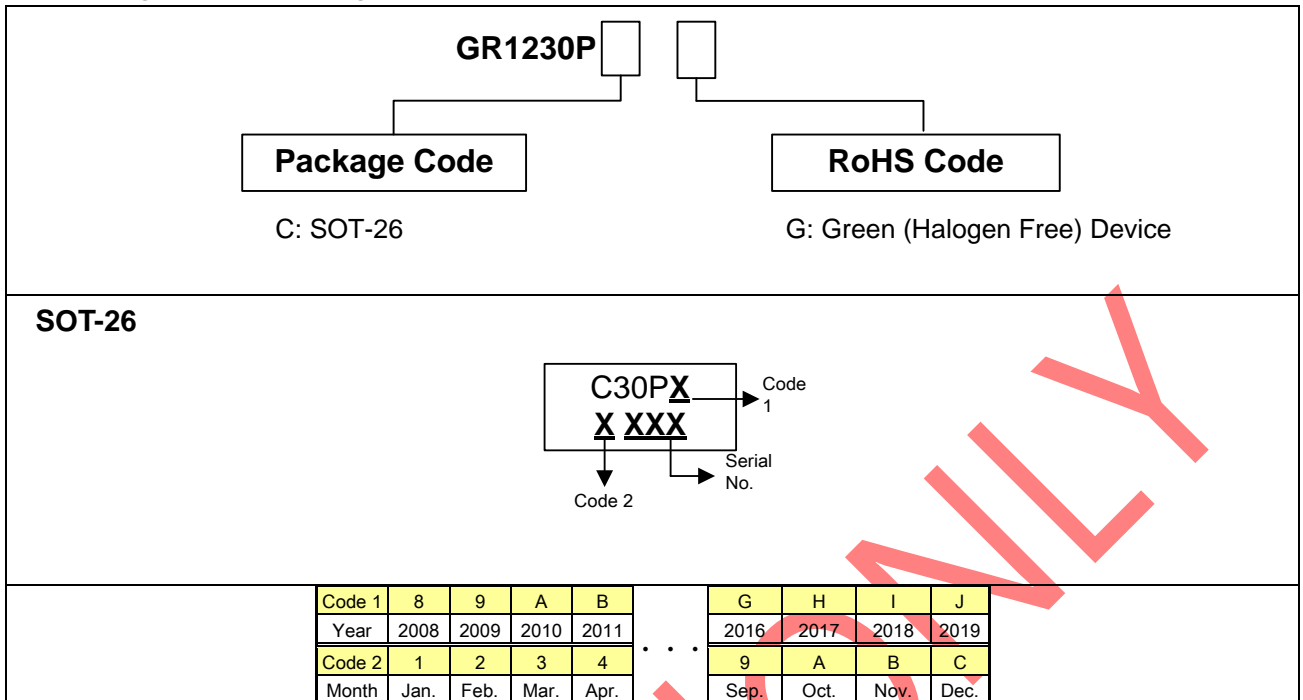 GR1230P
Package Code RoHS Code
C: SOT-26 G: Green (Halogen Free) Device
SOT-26
C30PX
X XXX
Code 1
Serial No.
Code 2
Code 1 8 9 A B . . . G H I J
Year 2008 2009 2010 2011 2016 2017 2018 2019
Code 2 1 2 3 4 9 A B C
Month Jan. Feb. Mar. Apr. Sep. Oct. Nov. Dec.
ONLY